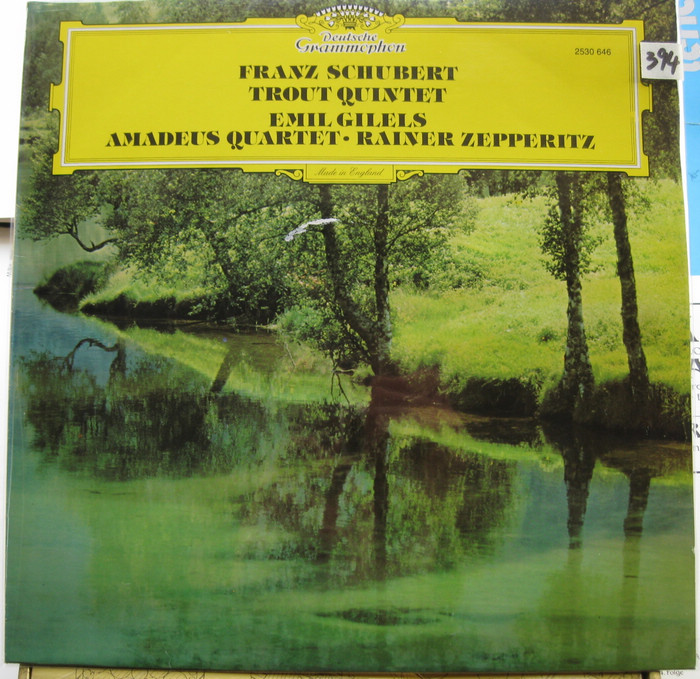 Deutsche
Grammophon
2530 646
394
FRANZ SCHUBERT
TROUT QUINTET
EMIL GILELS
AMADEUS QUARTET • RAINER ZEPPERITZ
Made in England